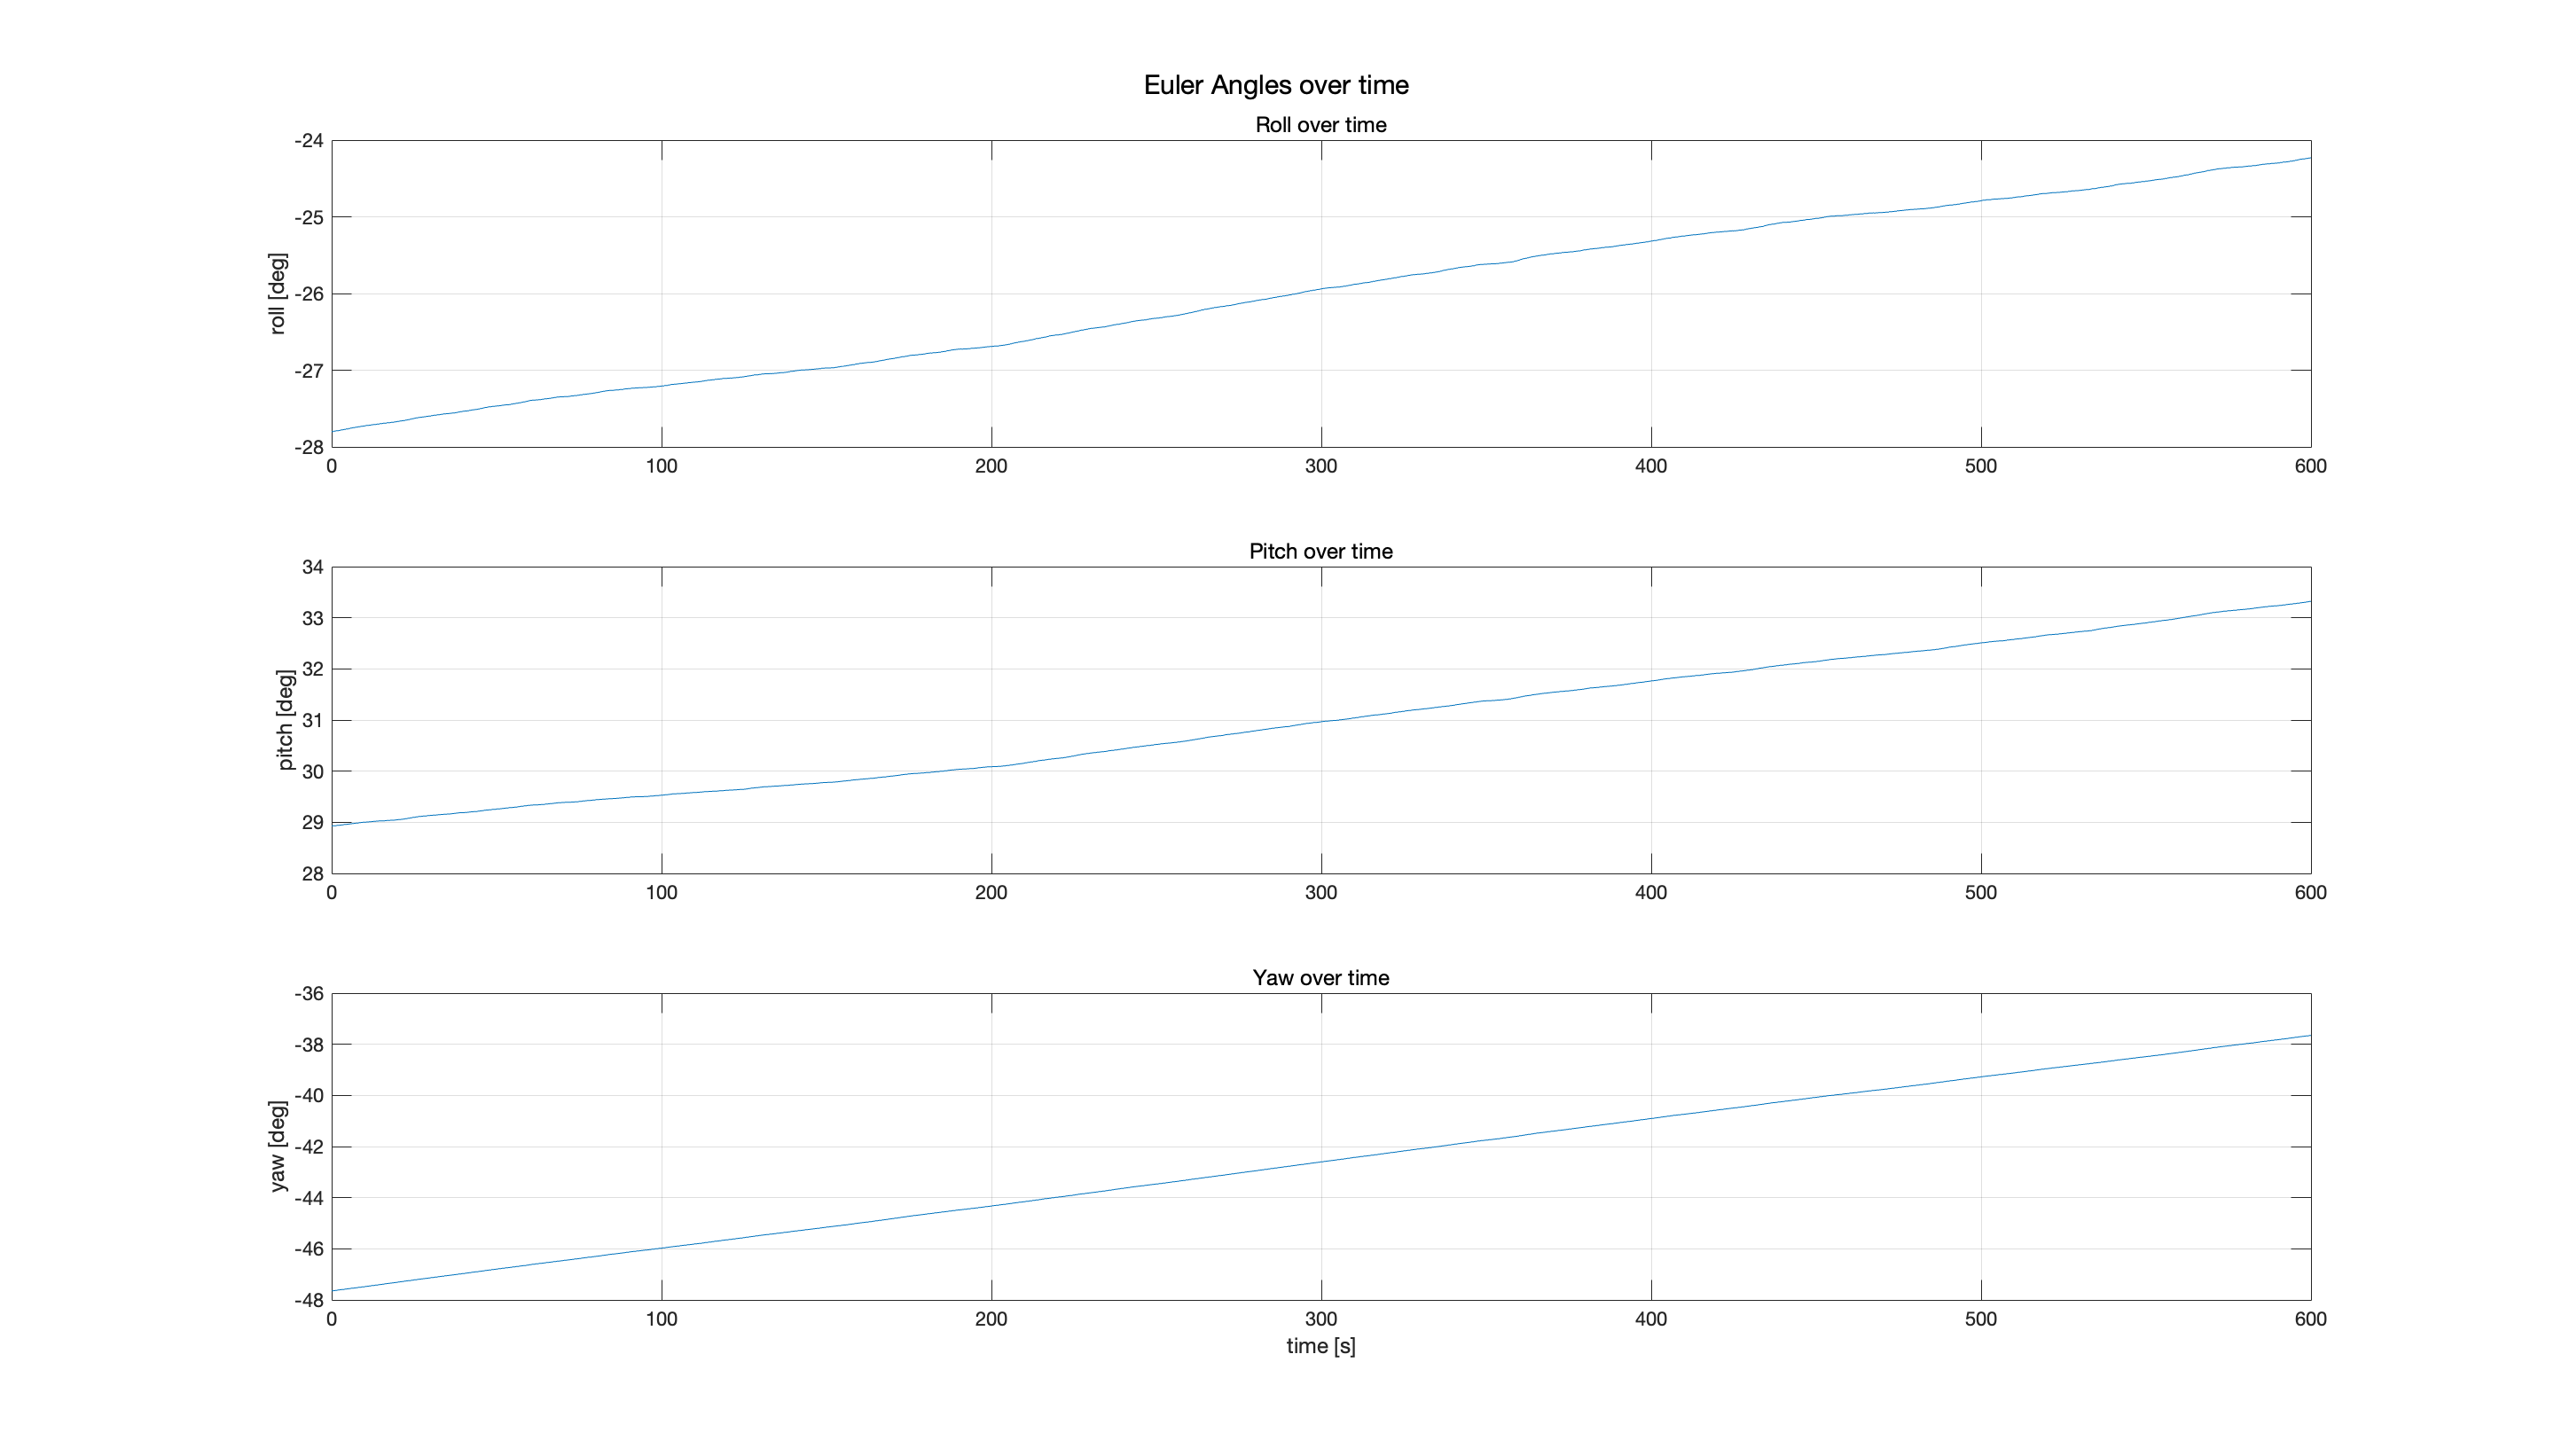 Euler Angles over time
Roll over time
-24
-25
-26
-27
-28
roll [deg]
0 100 200 300 400 500 600
Pitch over time
34
33
32
31
30
29
28
pitch [deg]
0 100 200 300 400 500 600
Yaw over time
-36
-38
-40
-42
-44
-46
-48
yaw [deg]
0 100 200 300 400 500 600
time [s]